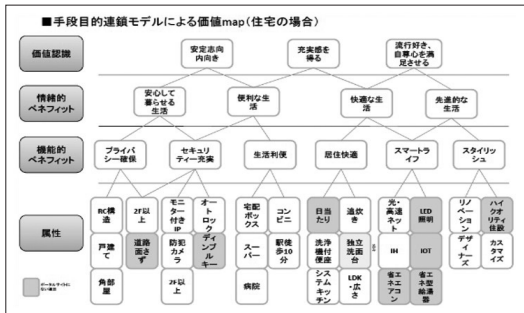 ■手段目的連鎖モデルによる価値map(住宅の場合)
価値認識
安定志向
内向き
充実感を
得る
流行好き、
自尊心を満
足させる
情緒的
ベネフィット
安心して
暮らせる
生活
便利な生
活
快適な生
活
先進的な
生活
機能的
ベネフィット
プライバ
シー確保
セキュリ
ティー充実
生活利便
居住快適
スマートラ
イフ
スタイリッ
シュ
属性
RC構
造
2F以
上
モニ
ター付
きIP
オー
トロッ
ク
宅配
ボック
ス
コンビ
ニ
日当
たり
追炊
き
光・
高速
ネット
LED
照明
リノ
ベー
ション
ハイ
クオリ
ティ住
設
戸建
て
道路
面さ
ず
防犯
カメラ
ディ
ンプル
キー
スー
パー
駅徒
歩10
分
洗浄
機付
便座
独立
洗面
台
IH
IOT
デザイ
ナーズ
カスタ
マイズ
角部
屋
2F以
上
病院
システ
ムキッ
チン
LDK
・広さ
省エ
ネエア
コン
省エ
ネ型
給湯
器